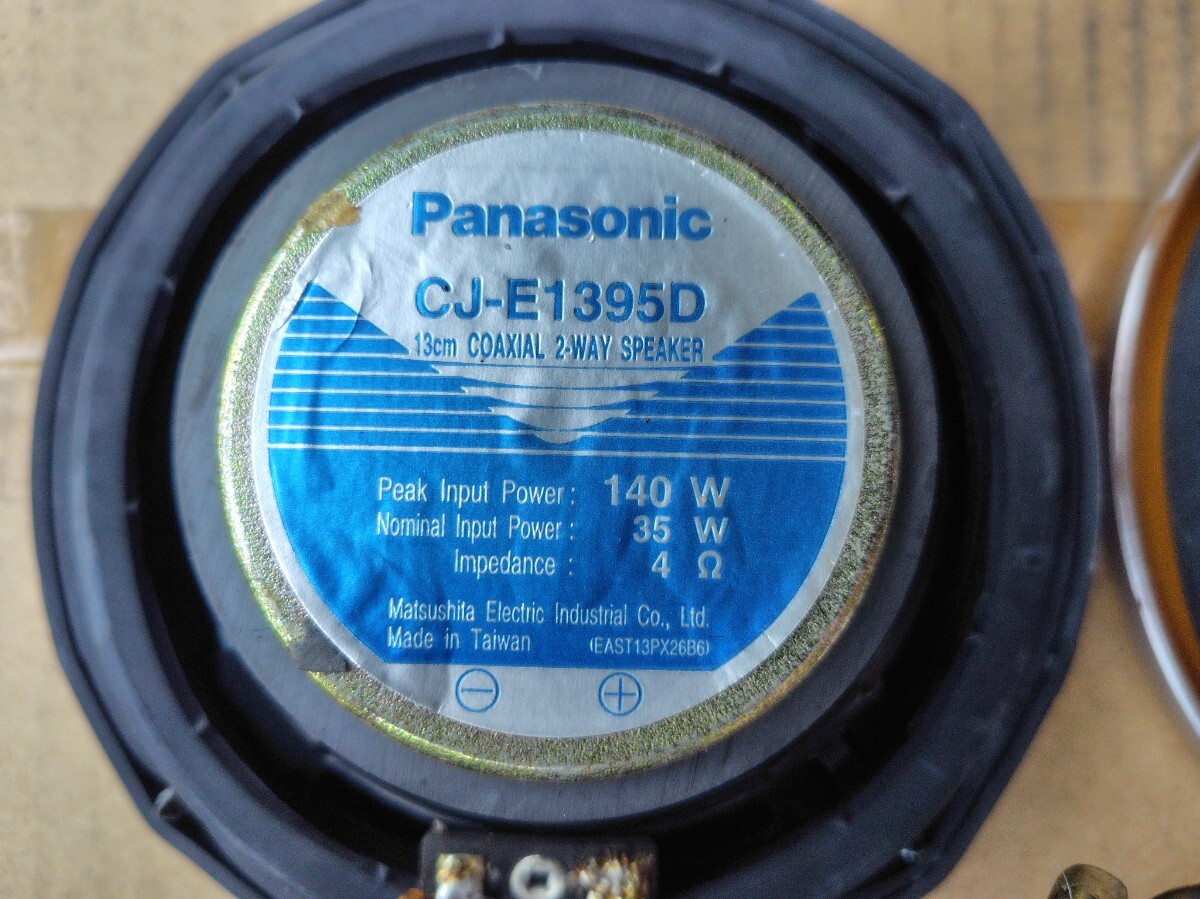 Panasonic
CJ-E1395D
13cm COAXIAL 2-WAY SPEAKER
Peak Input Power: 140 W
Nominal Input Power: 35 W
Impedance : 4 Ω
Matsushita Electric Industrial Co., Ltd.
Made in Taiwan (EAST13PX26B6)
⊖ ⊕